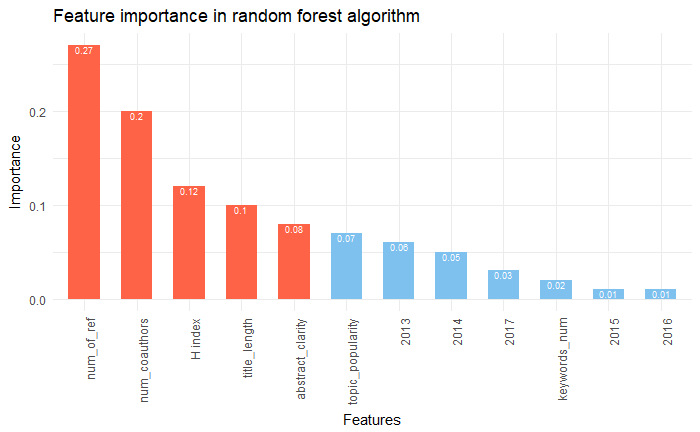 Feature importance in random forest algorithm
Importance
0.2
0.1
0.0
0.27
0.2
0.12
0.1
0.08
0.07
0.06
0.05
0.03
0.02
0.01
0.01
num_of_ref
num_coauthors
H index
title_length
abstract_clarity
topic_popularity
2013
2014
2017
keywords_num
2015
2016
Features